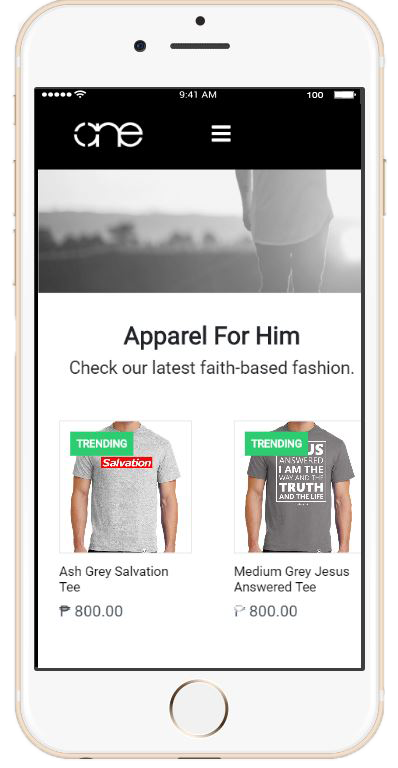 9:41 AM 100
one
Apparel For Him
Check our latest faith-based fashion.
TRENDING
Salvation
TRENDING
US
ANSWERED
I AM THE
WAY AND THE
TRUTH
AND THE LIFE
Ash Grey Salvation
Tee
₱ 800.00
Medium Grey Jesus
Answered Tee
₱ 800.00